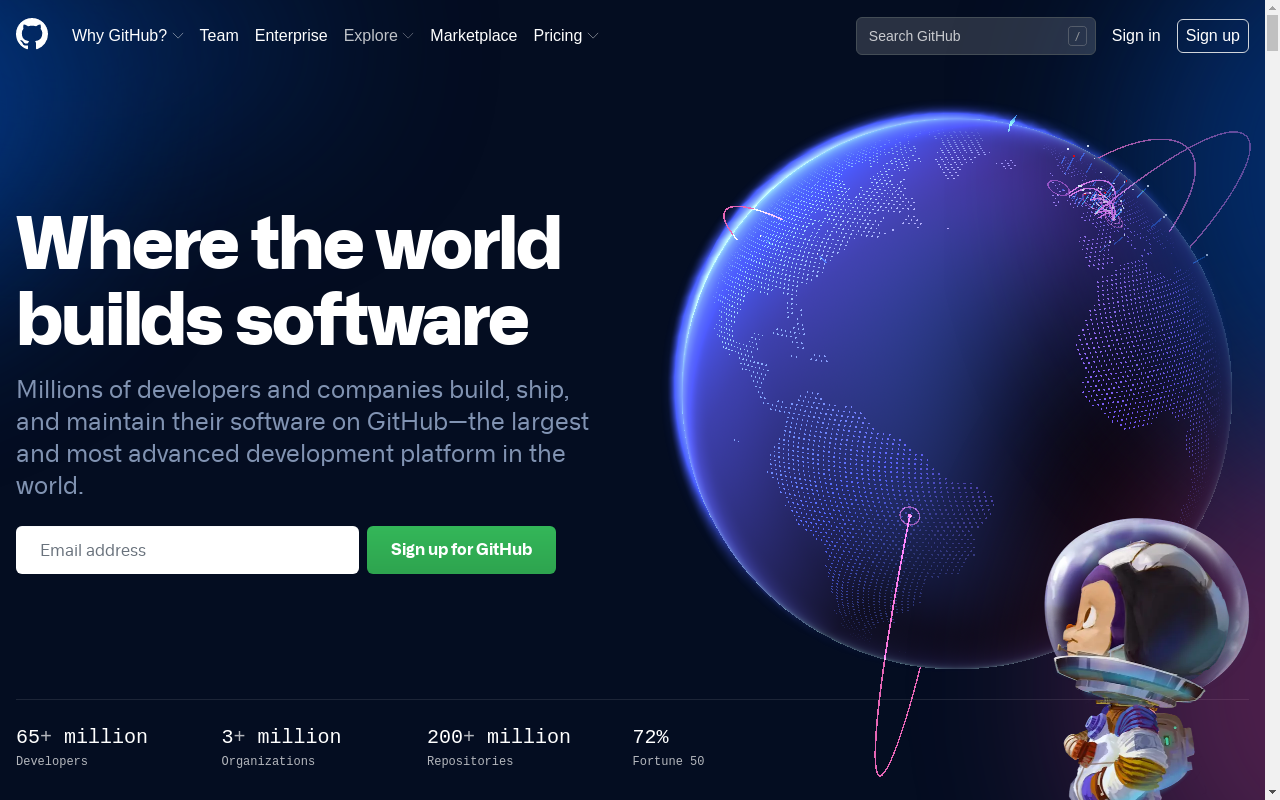 Why GitHub? Team Enterprise Explore Marketplace Pricing Search GitHub / Sign in Sign up
Where the world
builds software
Millions of developers and companies build, ship,
and maintain their software on GitHub—the largest
and most advanced development platform in the
world.
Email address Sign up for GitHub
65+ million 3+ million 200+ million 72%
Developers Organizations Repositories Fortune 50